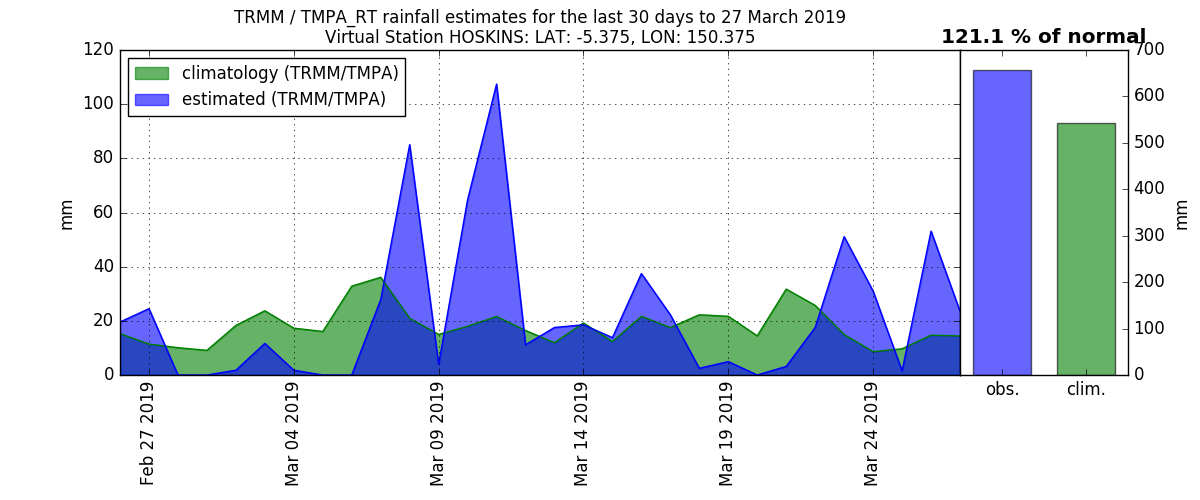 TRMM / TMPA_RT rainfall estimates for the last 30 days to 27 March 2019
Virtual Station HOSKINS: LAT: -5.375, LON: 150.375
121.1 % of normal
climatology (TRMM/TMPA)
estimated (TRMM/TMPA)
120
100
80
60
40
20
0
mm
Feb 27 2019
Mar 04 2019
Mar 09 2019
Mar 14 2019
Mar 19 2019
Mar 24 2019
700
600
500
400
300
200
100
0
mm
obs.
clim.